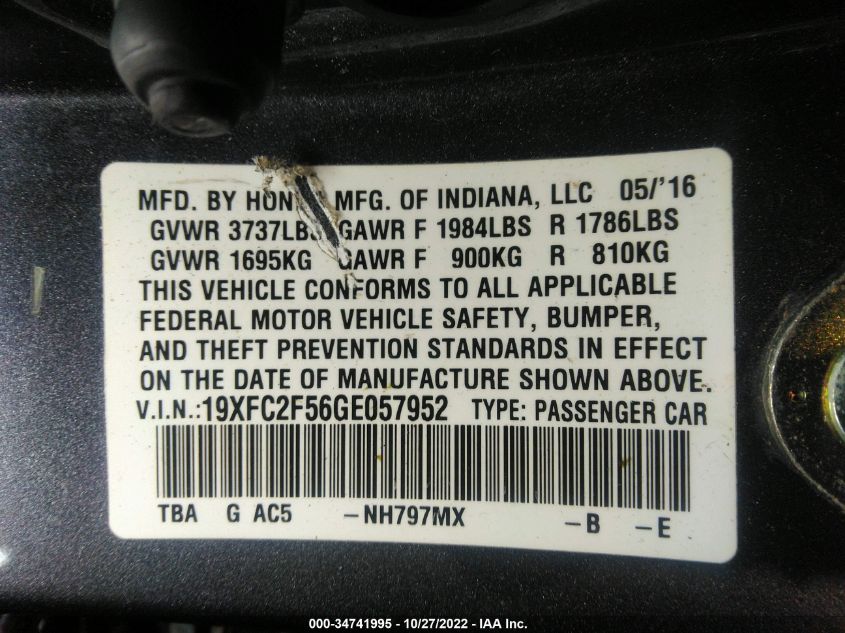 MFD. BY HONDA MFG. OF INDIANA, LLC 05/'16
GVWR 3737LBS GAWR F 1984LBS R 1786LBS
GVWR 1695KG GAWR F 900KG R 810KG
THIS VEHICLE CONFORMS TO ALL APPLICABLE
FEDERAL MOTOR VEHICLE SAFETY, BUMPER,
AND THEFT PREVENTION STANDARDS IN EFFECT
ON THE DATE OF MANUFACTURE SHOWN ABOVE.
V.I.N.:19XFC2F56GE057952 TYPE: PASSENGER CAR
TBA G AC5 -NH797MX -B -E
000-34741995 - 10/27/2022 - IAA Inc.